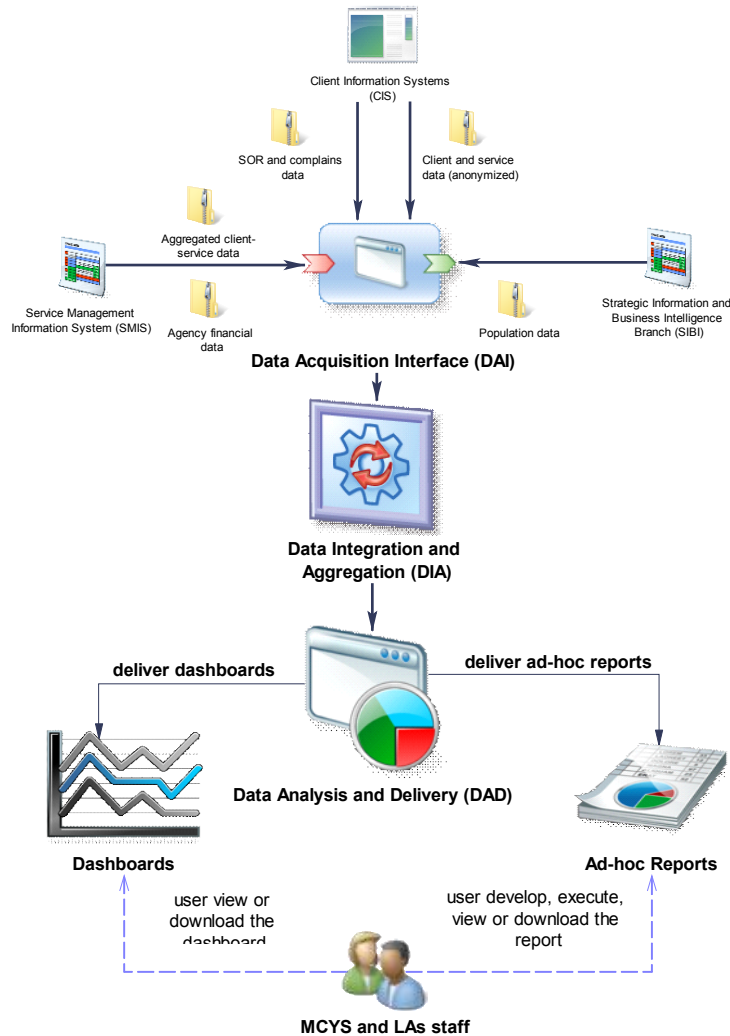 Client Information Systems
(CIS)
SOR and complains
data
Client and service
data (anonymized)
Aggregated client-
service data
Service Management
Information System (SMIS)
Agency financial
data
Population data
Strategic Information and
Business Intelligence
Branch (SIBI)
Data Acquisition Interface (DAI)
Data Integration and
Aggregation (DIA)
deliver dashboards
deliver ad-hoc reports
Data Analysis and Delivery (DAD)
Dashboards
Ad-hoc Reports
user view or
download the
dashboard
user develop, execute,
view or download the
report
MCYS and LAs staff